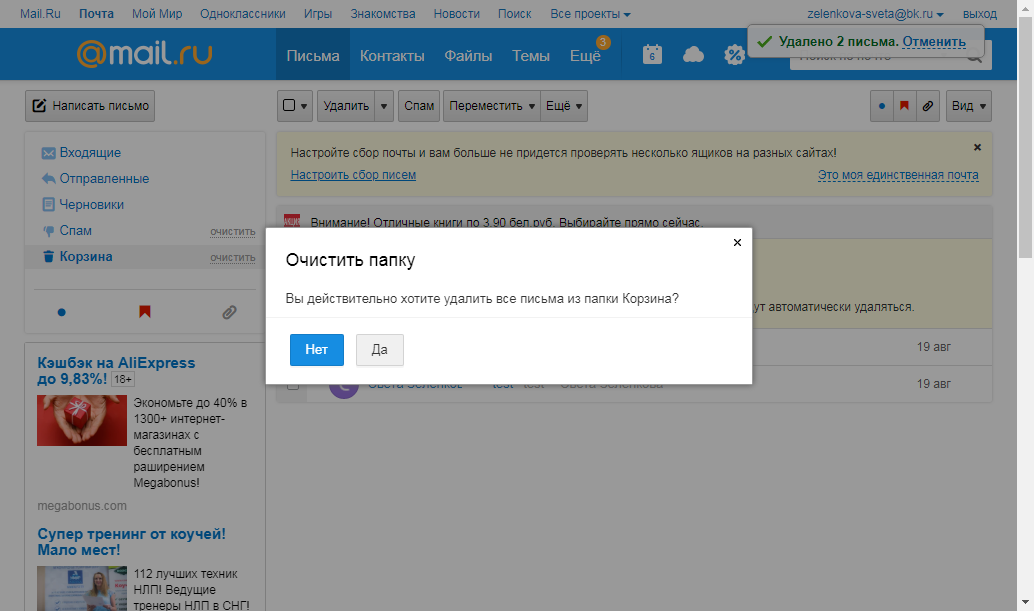 Mail.Ru Почта Мой Мир Одноклассники Игры Знакомства Новости Поиск Все проекты zelenkova-sveta@bk.ru выход
@mail.ru Письма Контакты Файлы Темы Ещё 3 6 %
Удалено 2 письма. Отменить
Написать письмо Удалить Спам Переместить Ещё Вид
Входящие
Отправленные
Черновики
Спам очистить
Корзина очистить
Настройте сбор почты и вам больше не придется проверять несколько ящиков на разных сайтах!
Настроить сбор писем Это моя единственная почта
Внимание! Отличные книги по 3,90 бел.руб. Выбирайте прямо сейчас.
автоматически удаляться.
Очистить папку
Вы действительно хотите удалить все письма из папки Корзина?
Нет Да
19 авг
Света Зеленкова test test Света Зеленкова 19 авг
Кэшбэк на AliExpress
до 9,83%! 18+
Экономьте до 40% в
1300+ интернет-
магазинах с
бесплатным
раширением
Megabonus!
megabonus.com
Супер тренинг от коучей!
Мало мест!
112 лучших техник
НЛП! Ведущие
тренеры НЛП в СНГ!